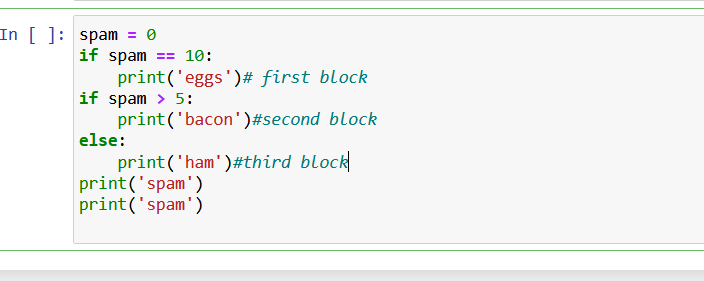 In [ ]: spam = 0
if spam == 10:
    print('eggs')# first block
if spam > 5:
    print('bacon')#second block
else:
    print('ham')#third block
print('spam')
print('spam')